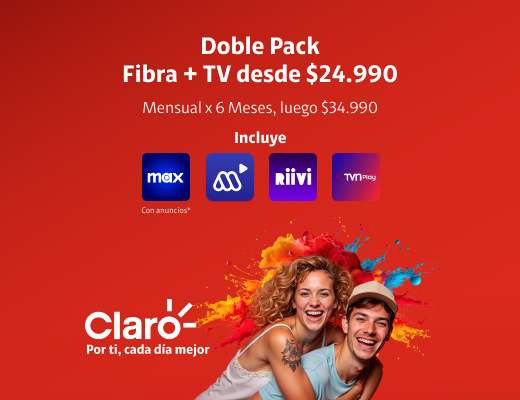 Doble Pack
Fibra + TV desde $24.990
Mensual x 6 Meses, luego $34.990
Incluye
max
RIIVI
TVN Play
Con anuncios*
Claro
Por ti, cada día mejor